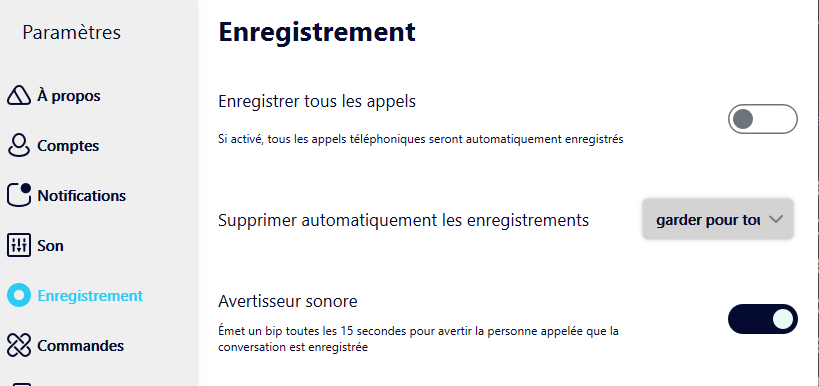 Paramètres
À propos
Comptes
Notifications
Son
Enregistrement
Commandes
Enregistrement
Enregistrer tous les appels
Si activé, tous les appels téléphoniques seront automatiquement enregistrés
Supprimer automatiquement les enregistrements
garder pour tou
Avertisseur sonore
Émet un bip toutes les 15 secondes pour avertir la personne appelée que la
conversation est enregistrée